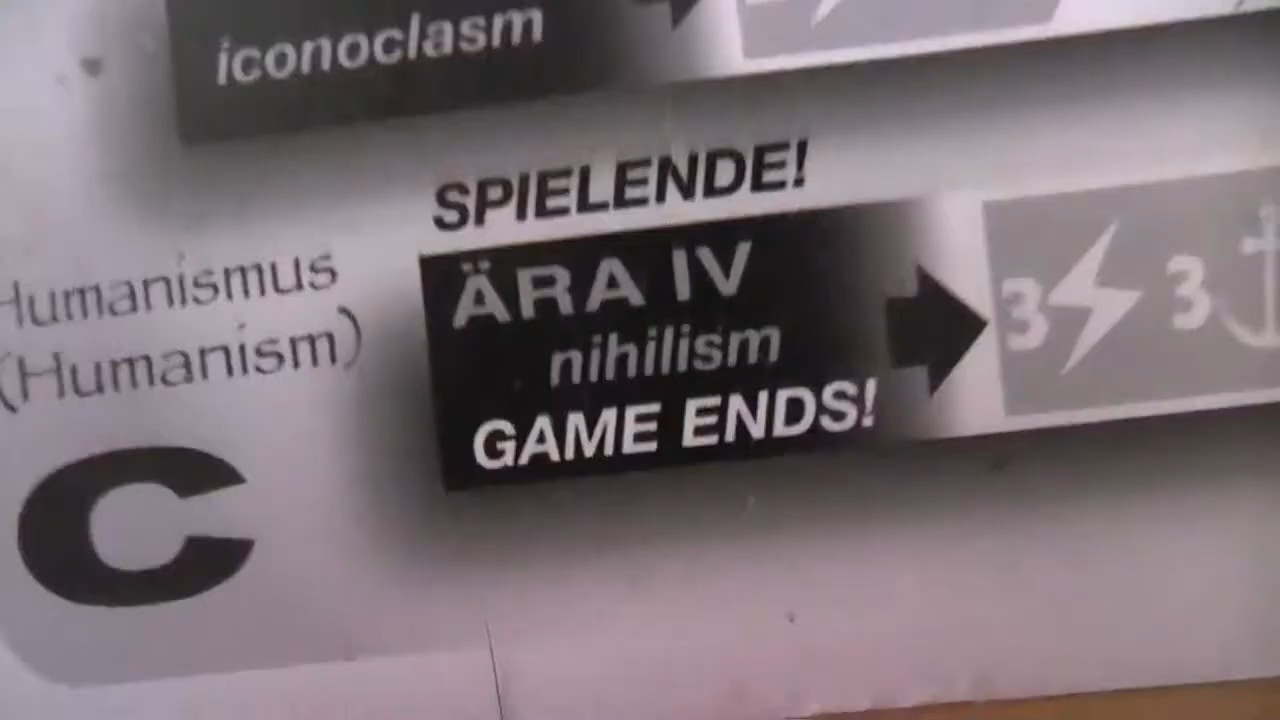 iconoclasm
SPIELENDE!
ÄRA IV
nihilism
GAME ENDS!
3 3
Humanismus
(Humanism)
C